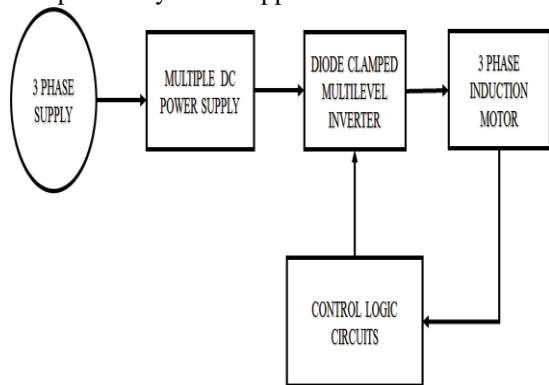 3 PHASE
SUPPLY
MULTIPLE DC
POWER SUPPLY
DIODE CLAMPED
MULTILEVEL
INVERTER
3 PHASE
INDUCTION
MOTOR
CONTROL LOGIC
CIRCUITS